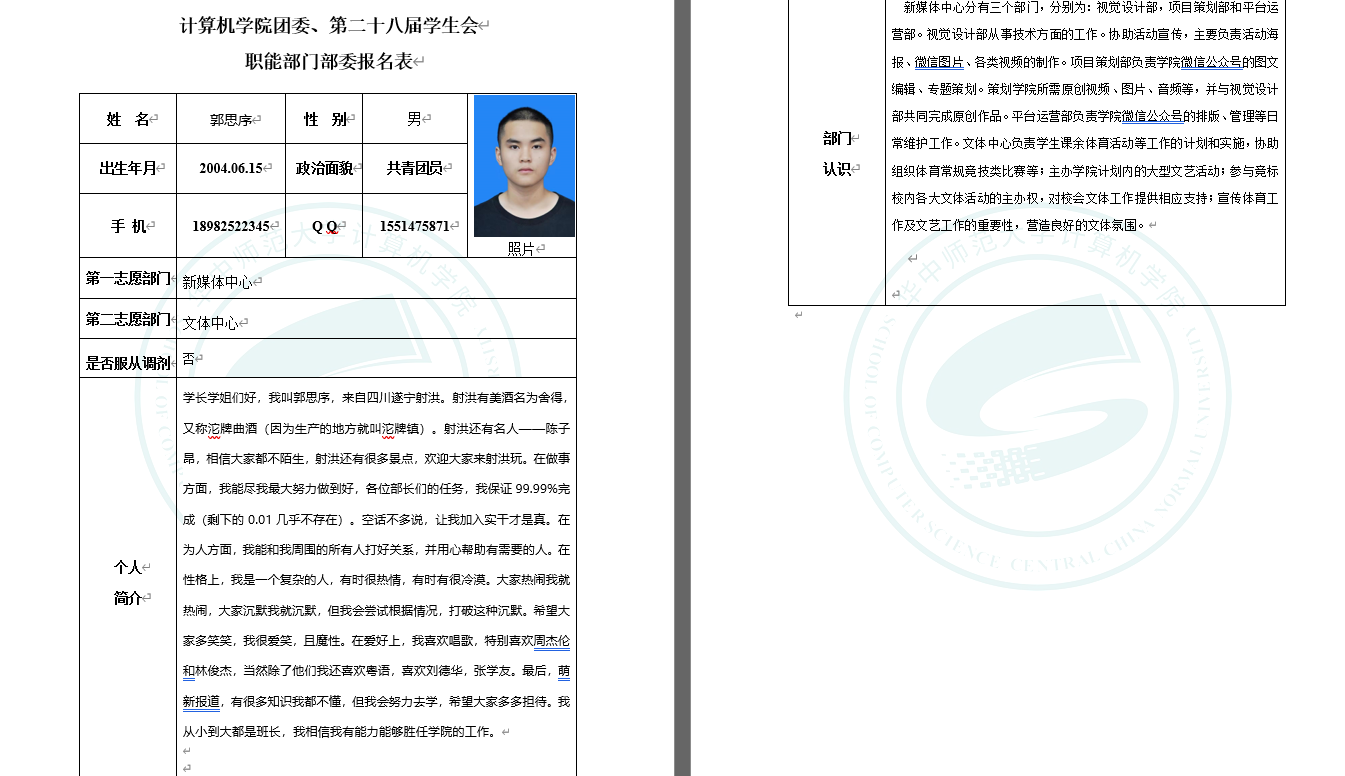 计算机学院团委、第二十八届学生会
职能部门部委报名表
姓 名 郭思序 性 别 男
出生年月 2004.06.15 政治面貌 共青团员
手 机 18982522345 Q Q 1551475871
照片
第一志愿部门 新媒体中心
第二志愿部门 文体中心
是否服从调剂 否
个人
简介
学长学姐们好，我叫郭思序，来自四川遂宁射洪。射洪有美酒名为舍得，
又称沱牌曲酒（因为生产的地方就叫沱牌镇）。射洪还有名人——陈子
昂，相信大家都不陌生，射洪还有很多景点，欢迎大家来射洪玩。在做事
方面，我能尽我最大努力做到好，各位部长们的任务，我保证 99.99%完
成（剩下的 0.01 几乎不存在）。空话不多说，让我加入实干才是真。在
为人方面，我能和我周围的所有人打好关系，并用心帮助有需要的人。在
性格上，我是一个复杂的人，有时很热情，有时有很冷漠。大家热闹我就
热闹，大家沉默我就沉默，但我会尝试根据情况，打破这种沉默。希望大
家多笑笑，我很爱笑，且魔性。在爱好上，我喜欢唱歌，特别喜欢周杰伦
和林俊杰，当然除了他们我还喜欢粤语，喜欢刘德华，张学友。最后，萌
新报道，有很多知识我都不懂，但我会努力去学，希望大家多多担待。我
从小到大都是班长，我相信我有能力能够胜任学院的工作。
部门
认识
新媒体中心分有三个部门，分别为：视觉设计部，项目策划部和平台运
营部。视觉设计部从事技术方面的工作。协助活动宣传，主要负责活动海
报、微信图片、各类视频的制作。项目策划部负责学院微信公众号的图文
编辑、专题策划。策划学院所需原创视频、图片、音频等，并与视觉设计
部共同完成原创作品。平台运营部负责学院微信公众号的排版、管理等日
常维护工作。文体中心负责学生课余体育活动等工作的计划和实施，协助
组织体育常规竞技类比赛等；主办学院计划内的大型文艺活动；参与竞标
校内各大文体活动的主办权，对校会文体工作提供相应支持；宣传体育工
作及文艺工作的重要性，营造良好的文体氛围。
华中师范大学计算机学院
SCHOOL OF COMPUTER SCIENCE CENTRAL CHINA NORMAL UNIVERSITY